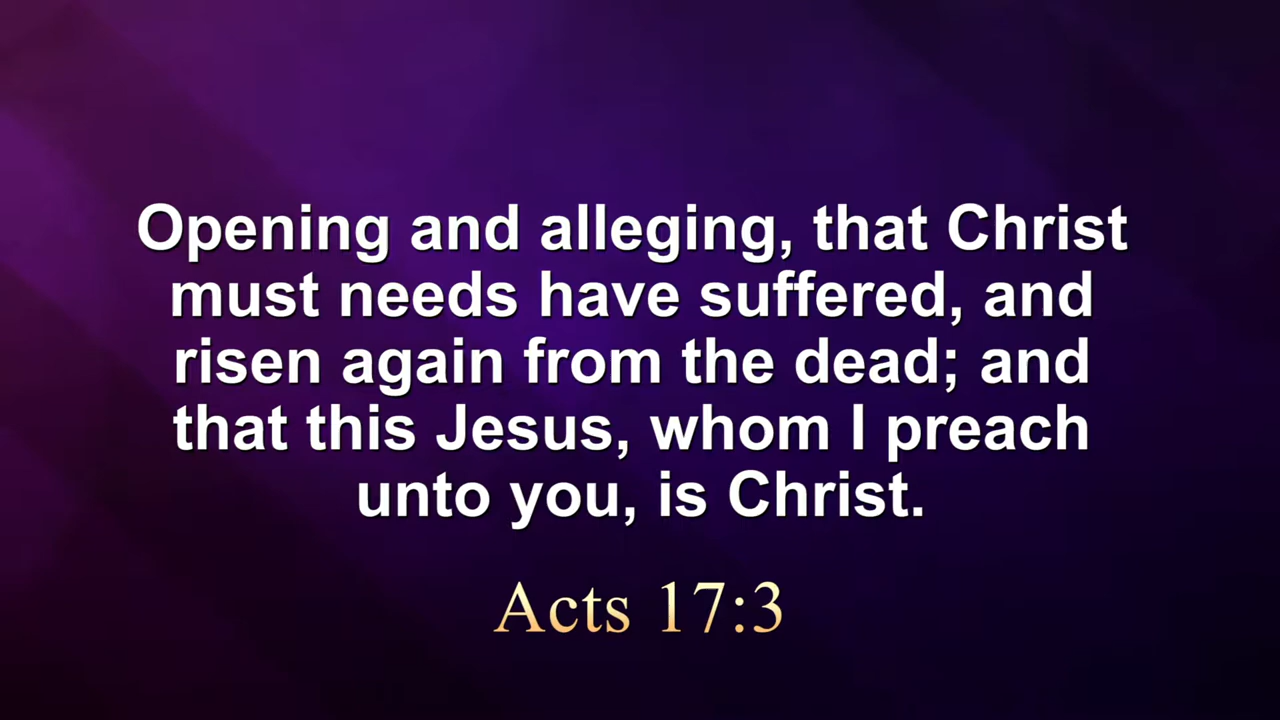 Opening and alleging, that Christ
must needs have suffered, and
risen again from the dead; and
that this Jesus, whom I preach
unto you, is Christ.
Acts 17:3